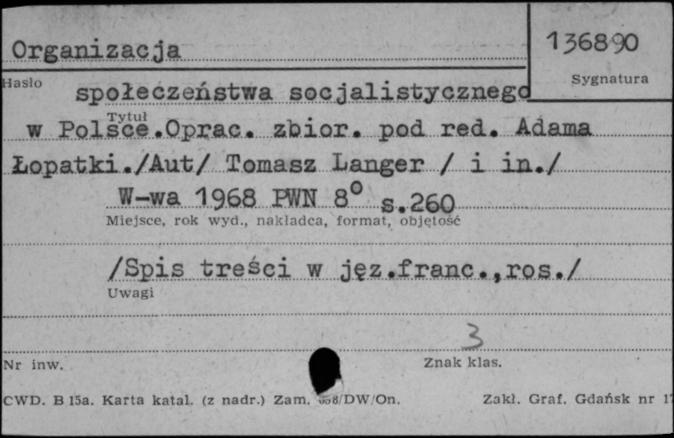 Organizacja
136890
Hasło
Sygnatura
społeczeństwa socjalistycznego
Tytuł
w Polsce.Oprac. zbior. pod red. Adama
Łopatki./Aut/ Tomasz Langer / i in./
W-wa 1968 PWN 8° s.260
Miejsce, rok wyd., nakładca, format, objętość
/Spis treści w jęz.franc.,ros./
Uwagi
3
Nr inw.
Znak klas.
CWD. B 15a. Karta katal. (z nadr.) Zam. /DW/On.
Zakł. Graf. Gdańsk nr